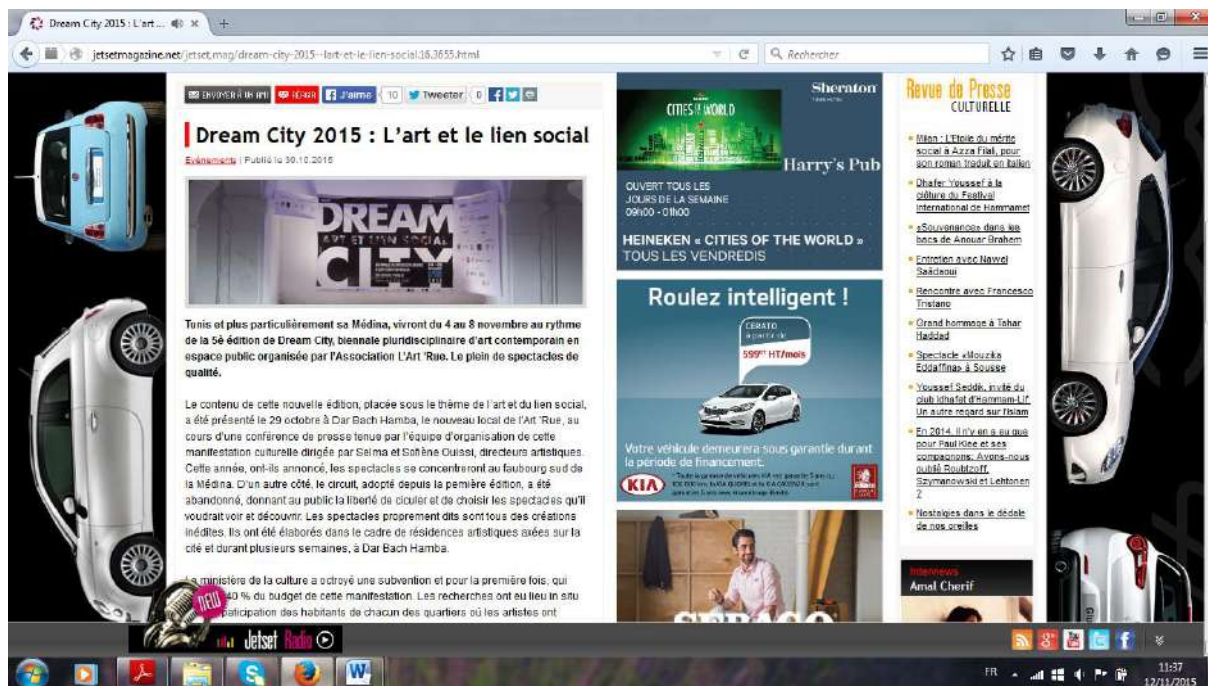 Dream City 2015 : L'art ...
jetsetmagazine.net/jetset,mag/dream-city-2015--lart-et-le-lien-social,16,3655.html
Rechercher
ENVOYER À UN AMI
RÉAGIR
J'aime
10
Tweeter
0
Dream City 2015 : L'art et le lien social
Evénements | Publié le 30.10.2015
DREAM
ART ET LIEN SOCIAL
CITY
Tunis et plus particulièrement sa Médina, vivront du 4 au 8 novembre au rythme
de la 5è édition de Dream City, biennale pluridisciplinaire d'art contemporain en
espace public organisée par l'Association L'Art 'Rue. Le plein de spectacles de
qualité.
Le contenu de cette nouvelle édition, placée sous le thème de l'art et du lien social,
a été présenté le 29 octobre à Dar Bach Hamba, le nouveau local de l'Art 'Rue, au
cours d'une conférence de presse tenue par l'équipe d'organisation de cette
manifestation culturelle dirigée par Selma et Sofiène Ouissi, directeurs artistiques.
Cette année, ont-ils annoncé, les spectacles se concentreront au faubourg sud de
la Médina. D'un autre côté, le circuit, adopté depuis la pemière édition, a été
abandonné, donnant au public la liberté de ciculer et de choisir les spectacles qu'il
voudrait voir et découvrir. Les spectacles proprement dits sont tous des créations
inédites. Ils ont été élaborés dans le cadre de résidences artistiques axées sur la
cité et durant plusieurs semaines, à Dar Bach Hamba.
ministère de la culture a octroyé une subvention et pour la première fois, qui
40 % du budget de cette manifestation. Les recherches ont eu lieu in situ
paticipation des habitants de chacun des quartiers où les artistes ont
NEW
Jetset Radio
Sheraton
CITIES OF THE WORLD
Harry's Pub
OUVERT TOUS LES
JOURS DE LA SEMAINE
09h00 - 01h00
HEINEKEN « CITIES OF THE WORLD »
TOUS LES VENDREDIS
Roulez intelligent !
CERATO
à partir de
599DT HT/mois
Votre véhicule demeurera sous garantie durant
la période de financement.
KIA
Revue de Presse
CULTURELLE
Milan : L'Etoile du mérite
social à Azza Filali, pour
son roman traduit en italien
Dhafer Youssef à la
clôture du Festival
International de Hammamet
«Souvenance» dans les
bacs de Anouar Brahem
Entretien avec Nawel
Saâdaoui
Rencontre avec Francesco
Tristano
Grand hommage à Tahar
Haddad
Spectacle «Mouzika
Eddaffina» à Sousse
Youssef Seddik, invité du
club Idhafet d'Hammam-Lif:
Un autre regard sur l'Islam
En 2014, il n'y en a eu que
pour Paul Klee et ses
compagnons: Avons-nous
oublié Roubtzoff,
Szymanowski et Lehtonen
?
Nostalgies dans le dédale
de nos oreilles
Interviews
Amal Cherif
FR
11:37
12/11/2015